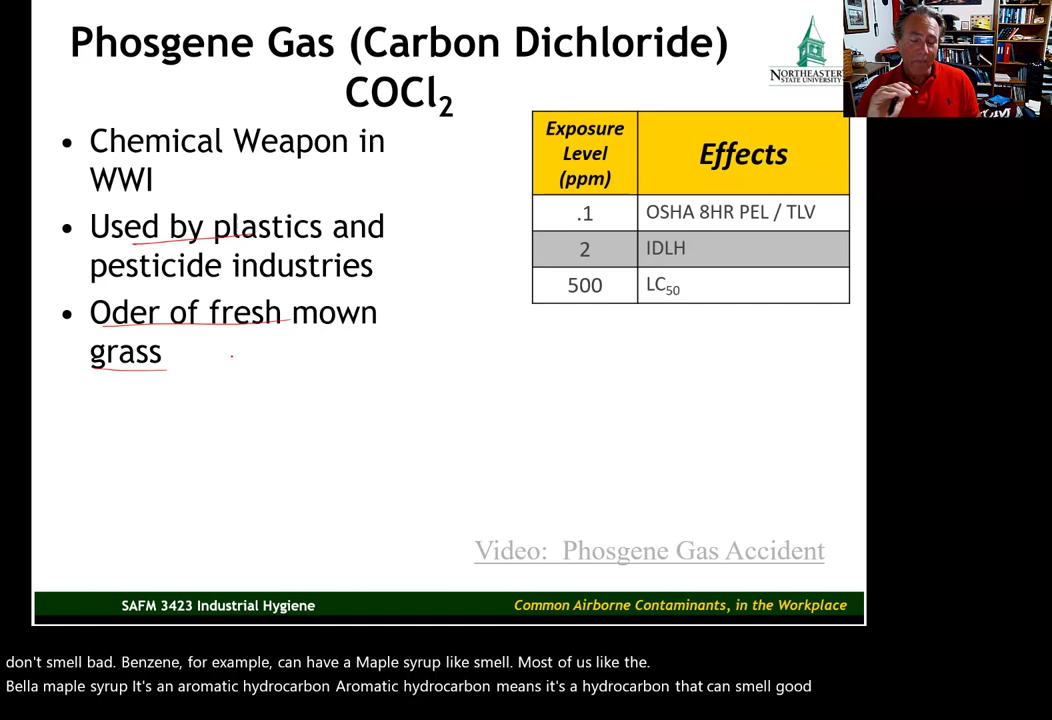 Phosgene Gas (Carbon Dichloride)
COCl2
NORTHEASTER
STATE UNIVERSITY
• Chemical Weapon in
WWI
• Used by plastics and
pesticide industries
• Oder of fresh mown
grass
Exposure
Level
(ppm)
Effects
.1 OSHA 8HR PEL / TLV
2 IDLH
500 LC50
Video: Phosgene Gas Accident
SAFM 3423 Industrial Hygiene
Common Airborne Contaminants, in the Workplace
don't smell bad. Benzene, for example, can have a Maple syrup like smell. Most of us like the.
Bella maple syrup It's an aromatic hydrocarbon Aromatic hydrocarbon means it's a hydrocarbon that can smell good